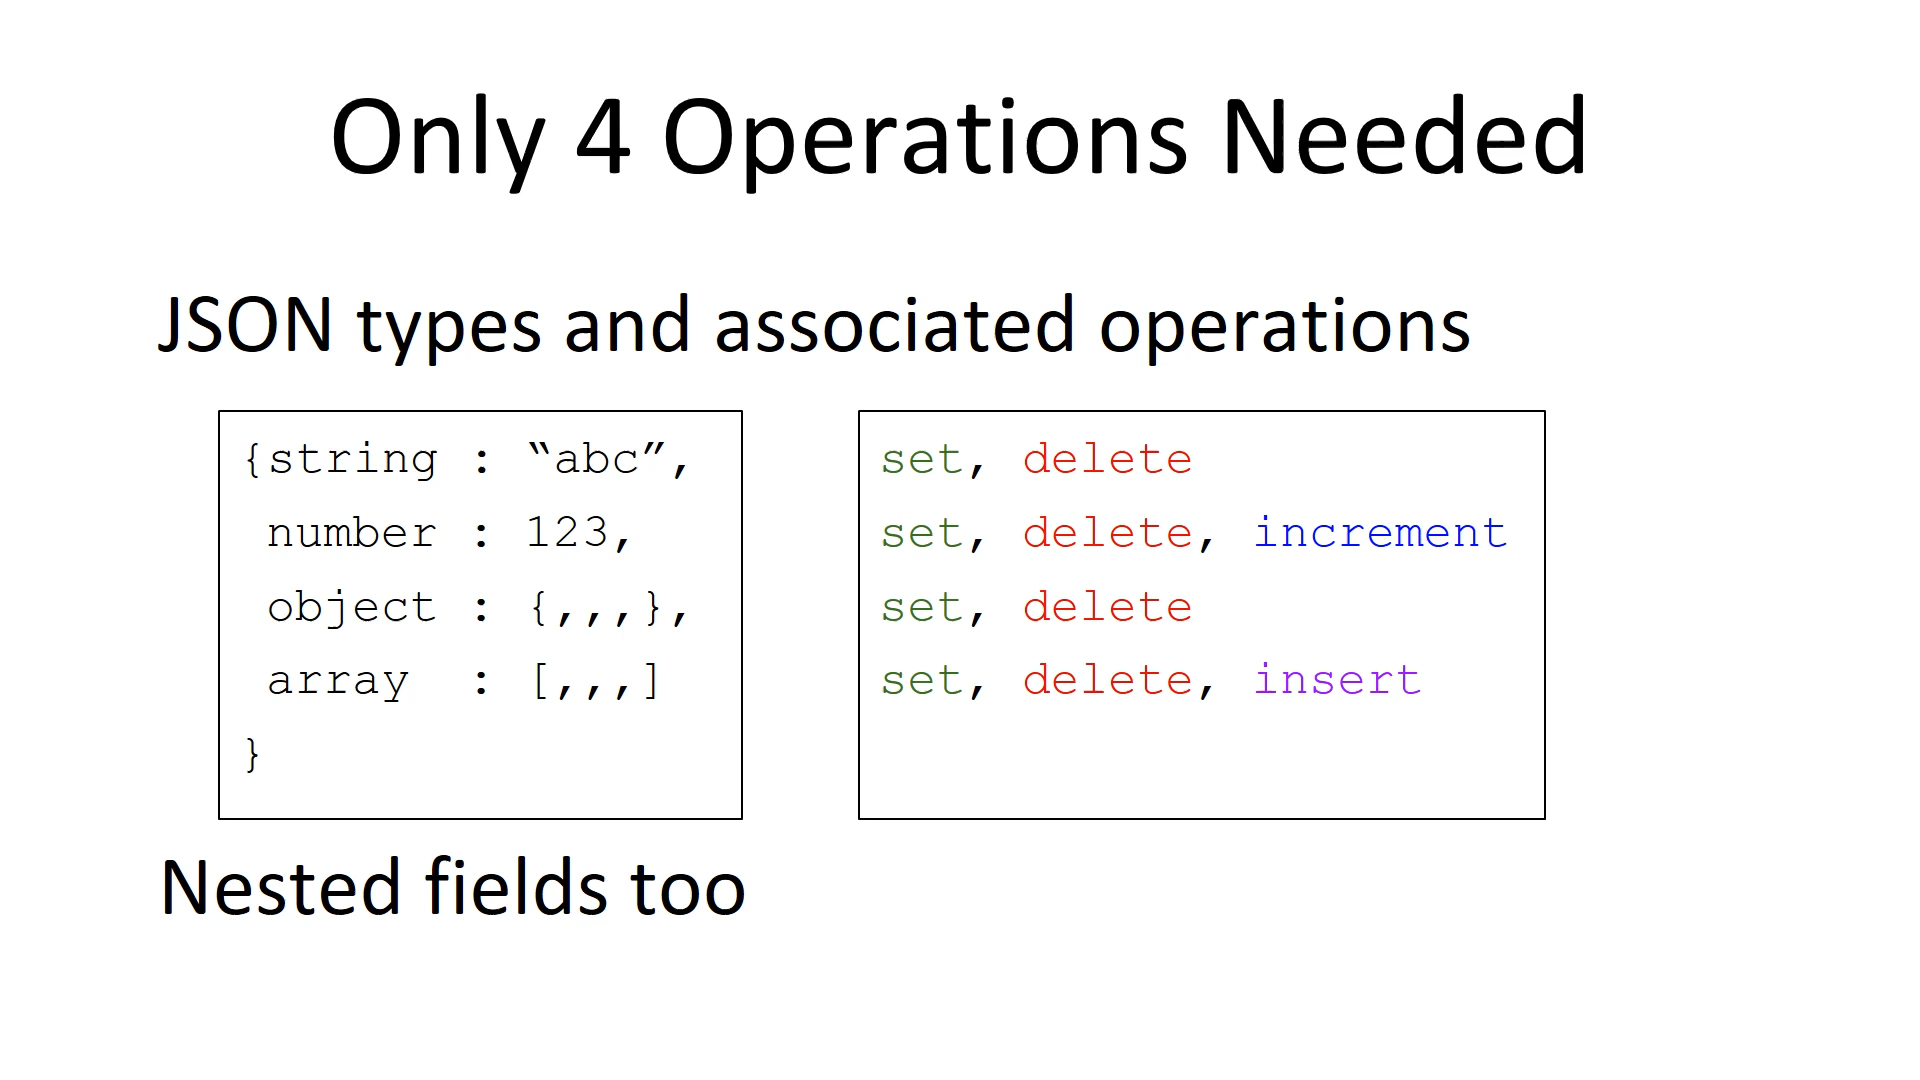 Only 4 Operations Needed
JSON types and associated operations
{string : “abc”,
number : 123,
object : {,,,},
array : [,,,]
}
set, delete
set, delete, increment
set, delete
set, delete, insert
Nested fields too